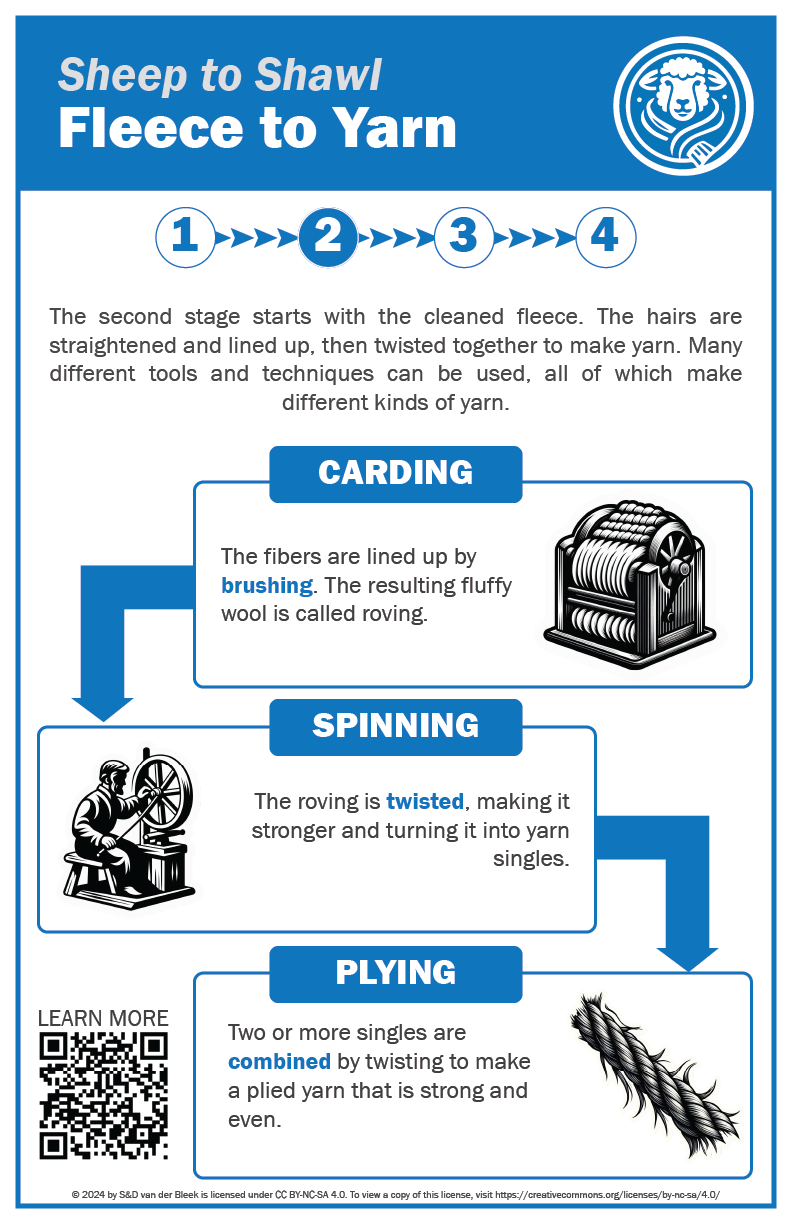 Sheep to Shawl
Fleece to Yarn
1 2 3 4
The second stage starts with the cleaned fleece. The hairs are
straightened and lined up, then twisted together to make yarn. Many
different tools and techniques can be used, all of which make
different kinds of yarn.
CARDING
The fibers are lined up by
brushing. The resulting fluffy
wool is called roving.
SPINNING
The roving is twisted, making it
stronger and turning it into yarn
singles.
PLYING
Two or more singles are
combined by twisting to make
a plied yarn that is strong and
even.
LEARN MORE
© 2024 by S&D van der Bleek is licensed under CC BY-NC-SA 4.0. To view a copy of this license, visit https://creativecommons.org/licenses/by-nc-sa/4.0/